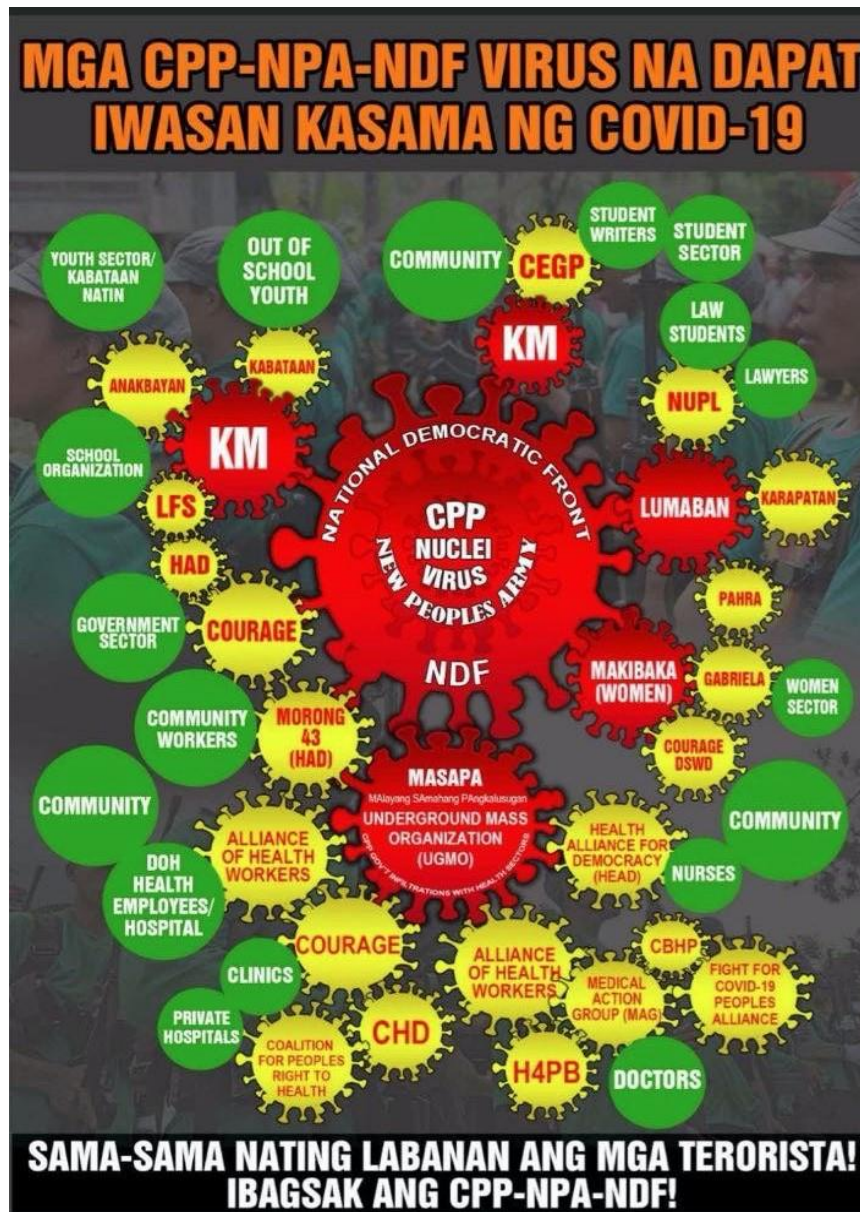 MGA CPP-NPA-NDF VIRUS NA DAPAT
IWASAN KASAMA NG COVID-19
YOUTH SECTOR/
KABATAAN
NATIN
OUT OF
SCHOOL
YOUTH
COMMUNITY
CEGP
STUDENT
WRITERS
STUDENT
SECTOR
KM
LAW
STUDENTS
LAWYERS
NUPL
ANAKBAYAN
KABATAAN
KM
SCHOOL
ORGANIZATION
LFS
HAD
NATIONAL DEMOCRATIC FRONT
CPP
NUCLEI
VIRUS
NEW PEOPLES ARMY
NDF
LUMABAN
KARAPATAN
PAHRA
GOVERNMENT
SECTOR
COURAGE
MAKIBAKA
(WOMEN)
GABRIELA
WOMEN
SECTOR
COURAGE
DSWD
COMMUNITY
WORKERS
MORONG
43
(HAD)
MASAPA
MAlayang SAmahang PAngkalusugan
UNDERGROUND MASS
ORGANIZATION
(UGMO)
CPP GOV'T INFILTRATIONS WITH HEALTH SECTORS
COMMUNITY
ALLIANCE
OF HEALTH
WORKERS
DOH
HEALTH
EMPLOYEES/
HOSPITAL
HEALTH
ALLIANCE FOR
DEMOCRACY
(HEAD)
NURSES
COMMUNITY
COURAGE
CLINICS
PRIVATE
HOSPITALS
COALITION
FOR PEOPLES
RIGHT TO
HEALTH
CHD
ALLIANCE
OF HEALTH
WORKERS
CBHP
MEDICAL
ACTION
GROUP (MAG)
FIGHT FOR
COVID-19
PEOPLES
ALLIANCE
H4PB
DOCTORS
SAMA-SAMA NATING LABANAN ANG MGA TERORISTA!
IBAGSAK ANG CPP-NPA-NDF!